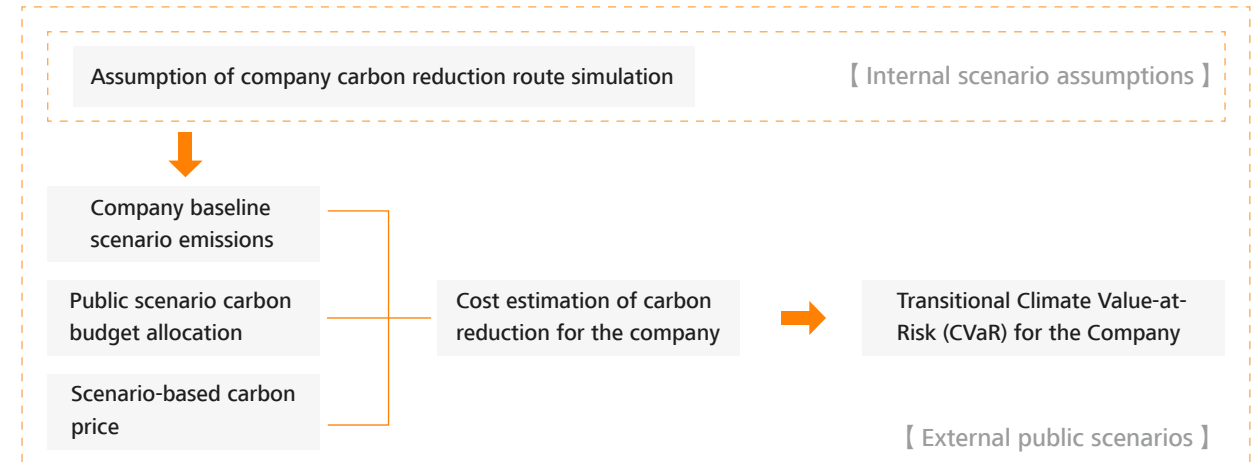 Assumption of company carbon reduction route simulation
【 Internal scenario assumptions 】
Company baseline
scenario emissions
Public scenario carbon
budget allocation
Scenario-based carbon
price
Cost estimation of carbon
reduction for the company
Transitional Climate Value-at-
Risk (CVaR) for the Company
【 External public scenarios 】